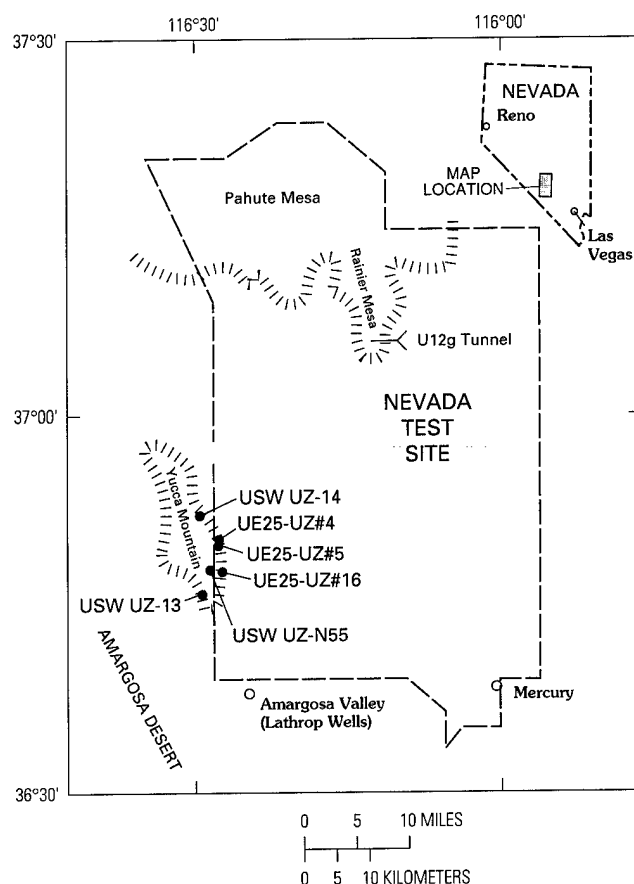 116°30'
116°00'
37°30'
NEVADA
Reno
MAP
LOCATION
Las
Vegas
Pahute Mesa
Rainier Mesa
U12g Tunnel
37°00'
NEVADA
TEST
SITE
Yucca Mountain
USW UZ-14
UE25-UZ#4
UE25-UZ#5
UE25-UZ#16
USW UZ-13
USW UZ-N55
AMARGOSA DESERT
Amargosa Valley
(Lathrop Wells)
Mercury
36°30'
0 5 10 MILES
0 5 10 KILOMETERS